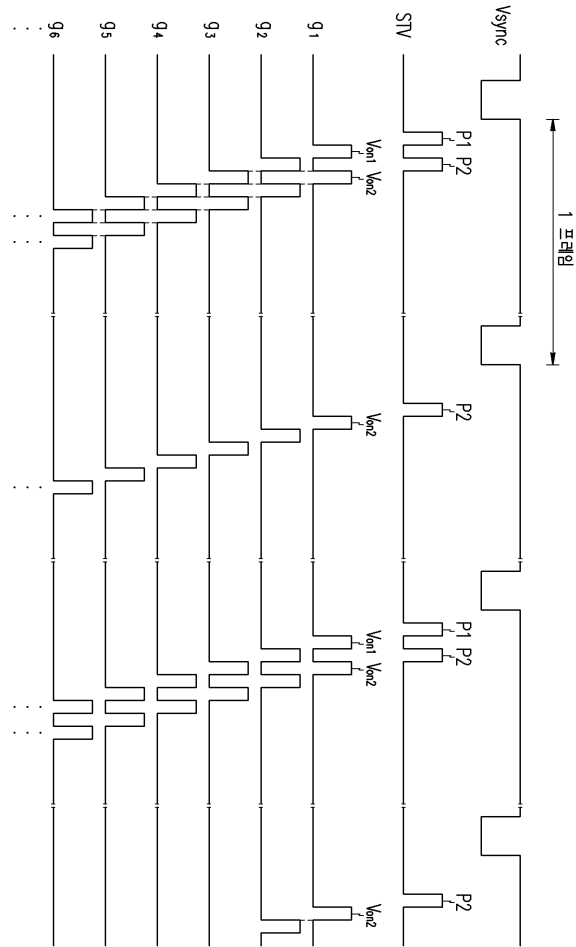 1 프레임
Vsync
STV
P1
P2
P2
P1
P2
P2
g1
Von1
Von2
Von2
Von1
Von2
Von2
g2
g3
g4
g5
g6
. . .
. . .
. . .
. . .
. . .
. . .